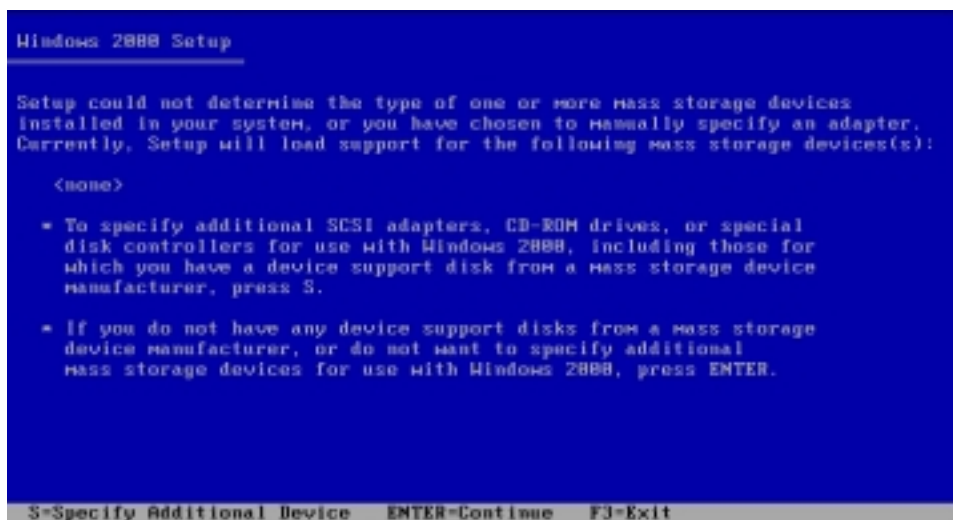 Windows 2000 Setup
Setup could not determine the type of one or more mass storage devices
installed in your system, or you have chosen to manually specify an adapter.
Currently, Setup will load support for the following mass storage devices(s):
<none>
* To specify additional SCSI adapters, CD-ROM drives, or special
disk controllers for use with Windows 2000, including those for
which you have a device support disk from a mass storage device
manufacturer, press S.
* If you do not have any device support disks from a mass storage
device manufacturer, or do not want to specify additional
mass storage devices for use with Windows 2000, press ENTER.
S=Specify Additional Device ENTER=Continue F3=Exit